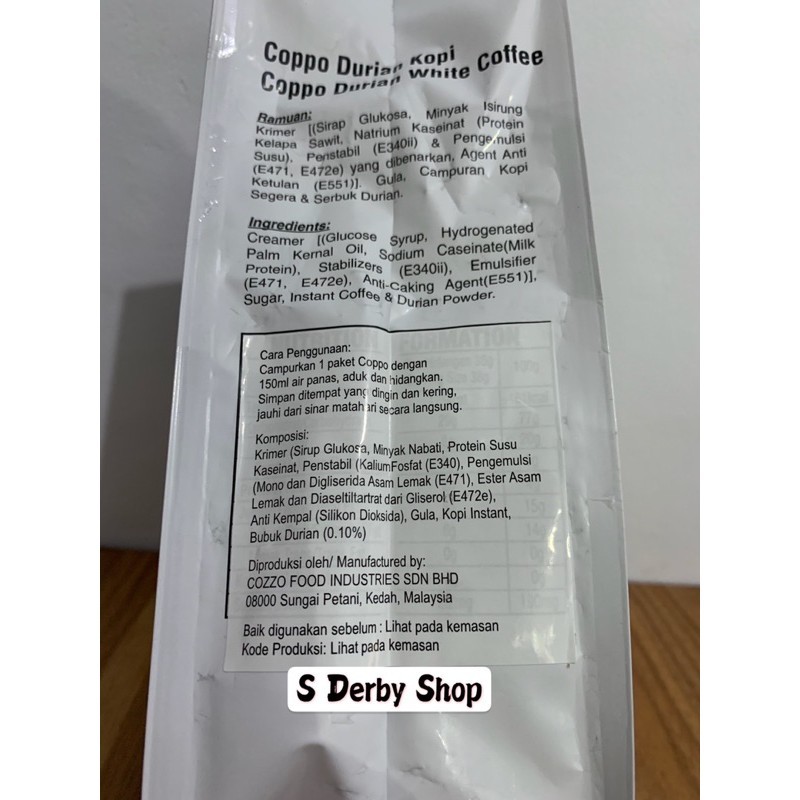 Coppo Durian Kopi
Coppo Durian White Coffee
Ramuan:
Krimer [(Sirap Glukosa, Minyak Isirung
Kelapa Sawit, Natrium Kaseinat (Protein
Susu), Penstabil (E340ii) & Pengemulsi
(E471, E472e) yang dibenarkan, Agent Anti
Ketulan (E551)]. Gula, Campuran Kopi
Segera & Serbuk Durian.
Ingredients:
Creamer [(Glucose Syrup, Hydrogenated
Palm Kernal Oil, Sodium Caseinate(Milk
Protein), Stabilizers (E340ii), Emulsifier
(E471, E472e), Anti-Caking Agent(E551)],
Sugar, Instant Coffee & Durian Powder.
Cara Penggunaan:
Campurkan 1 paket Coppo dengan
150ml air panas, aduk dan hidangkan.
Simpan ditempat yang dingin dan kering,
jauhi dari sinar matahari secara langsung.
Komposisi:
Krimer (Sirup Glukosa, Minyak Nabati, Protein Susu
Kaseinat, Penstabil (KaliumFosfat (E340), Pengemulsi
(Mono dan Digliserida Asam Lemak (E471), Ester Asam
Lemak dan Diaseltiltartrat dari Gliserol (E472e),
Anti Kempal (Silikon Dioksida), Gula, Kopi Instant,
Bubuk Durian (0.10%)
Diproduksi oleh/ Manufactured by:
COZZO FOOD INDUSTRIES SDN BHD
08000 Sungai Petani, Kedah, Malaysia
Baik digunakan sebelum : Lihat pada kemasan
Kode Produksi: Lihat pada kemasan
S Derby Shop